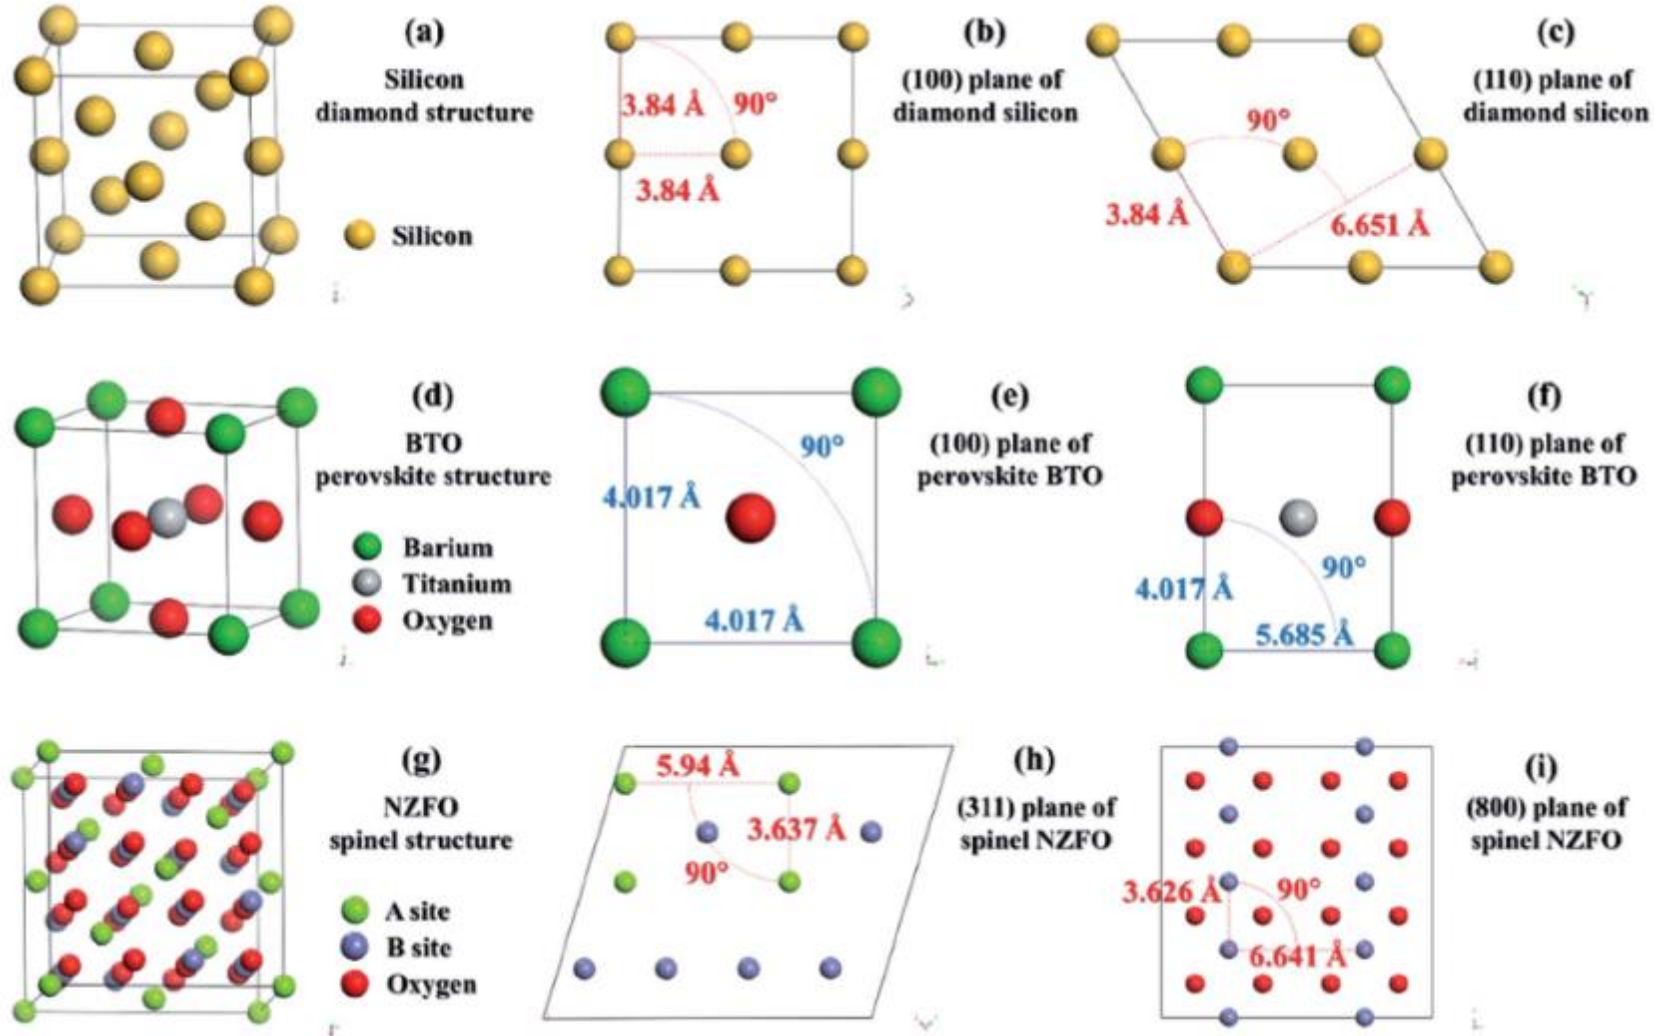 (a)
Silicon
diamond structure
Silicon
(b)
(100) plane of
diamond silicon
3.84 Å
90°
3.84 Å
(c)
(110) plane of
diamond silicon
90°
3.84 Å
6.651 Å
(d)
BTO
perovskite structure
Barium
Titanium
Oxygen
(e)
(100) plane of
perovskite BTO
90°
4.017 Å
4.017 Å
(f)
(110) plane of
perovskite BTO
90°
4.017 Å
5.685 Å
(g)
NZFO
spinel structure
A site
B site
Oxygen
(h)
(311) plane of
spinel NZFO
5.94 Å
3.637 Å
90°
(i)
(800) plane of
spinel NZFO
3.626 Å
90°
6.641 Å